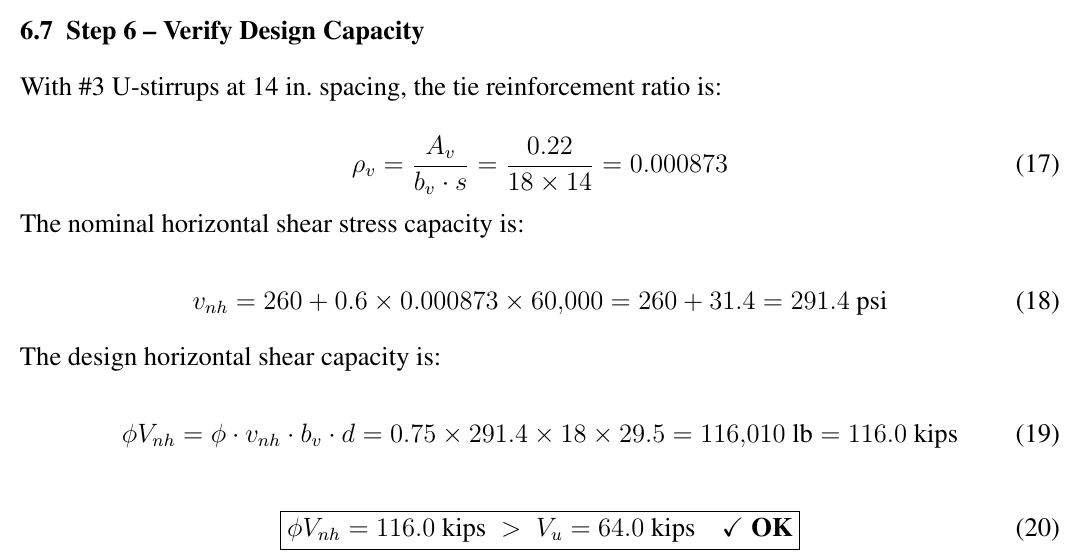 6.7 Step 6 – Verify Design Capacity
With #3 U-stirrups at 14 in. spacing, the tie reinforcement ratio is:
ρ_v = A_v / (b_v · s) = 0.22 / (18 × 14) = 0.000873 (17)
The nominal horizontal shear stress capacity is:
v_nh = 260 + 0.6 × 0.000873 × 60,000 = 260 + 31.4 = 291.4 psi (18)
The design horizontal shear capacity is:
ϕV_nh = ϕ · v_nh · b_v · d = 0.75 × 291.4 × 18 × 29.5 = 116,010 lb = 116.0 kips (19)
ϕV_nh = 116.0 kips > V_u = 64.0 kips ✓ OK (20)